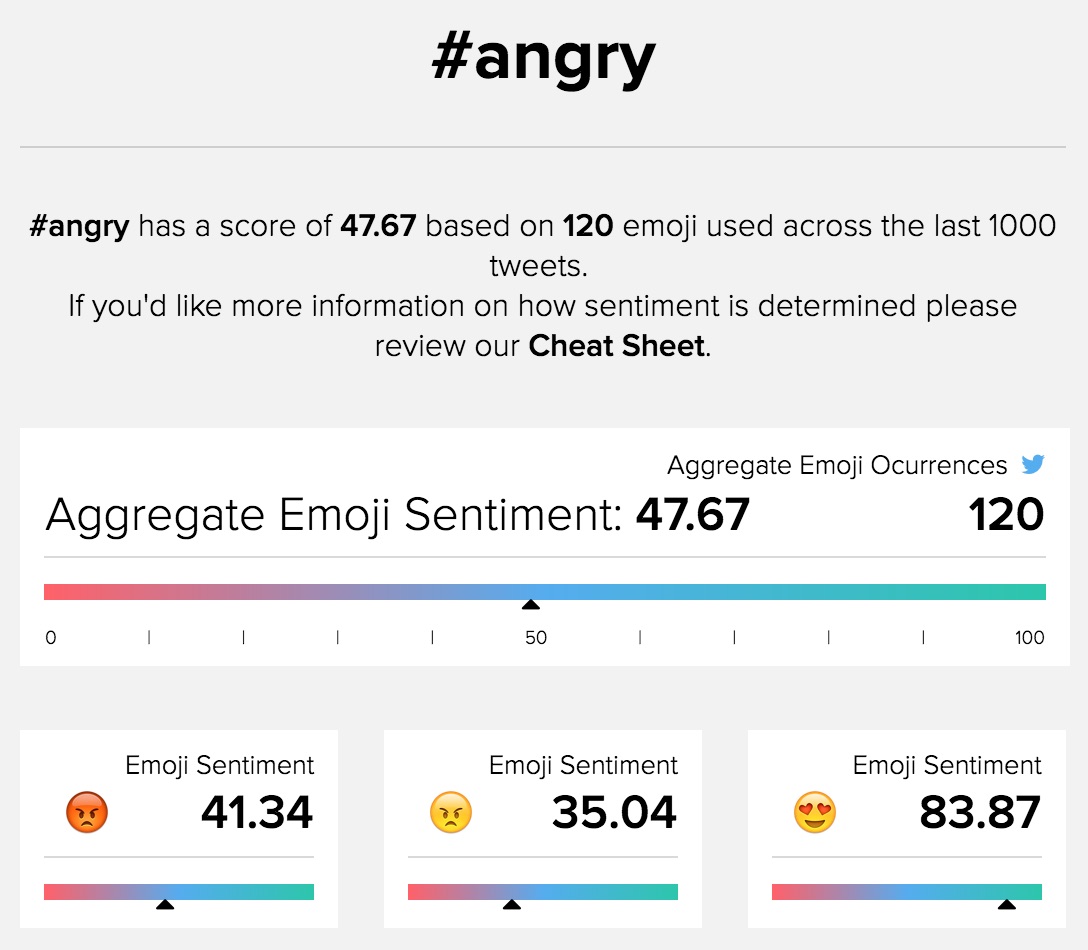 #angry
#angry has a score of 47.67 based on 120 emoji used across the last 1000
tweets.
If you'd like more information on how sentiment is determined please
review our Cheat Sheet.
Aggregate Emoji Ocurrences
Aggregate Emoji Sentiment: 47.67 120
0 50 100
Emoji Sentiment
41.34
Emoji Sentiment
35.04
Emoji Sentiment
83.87